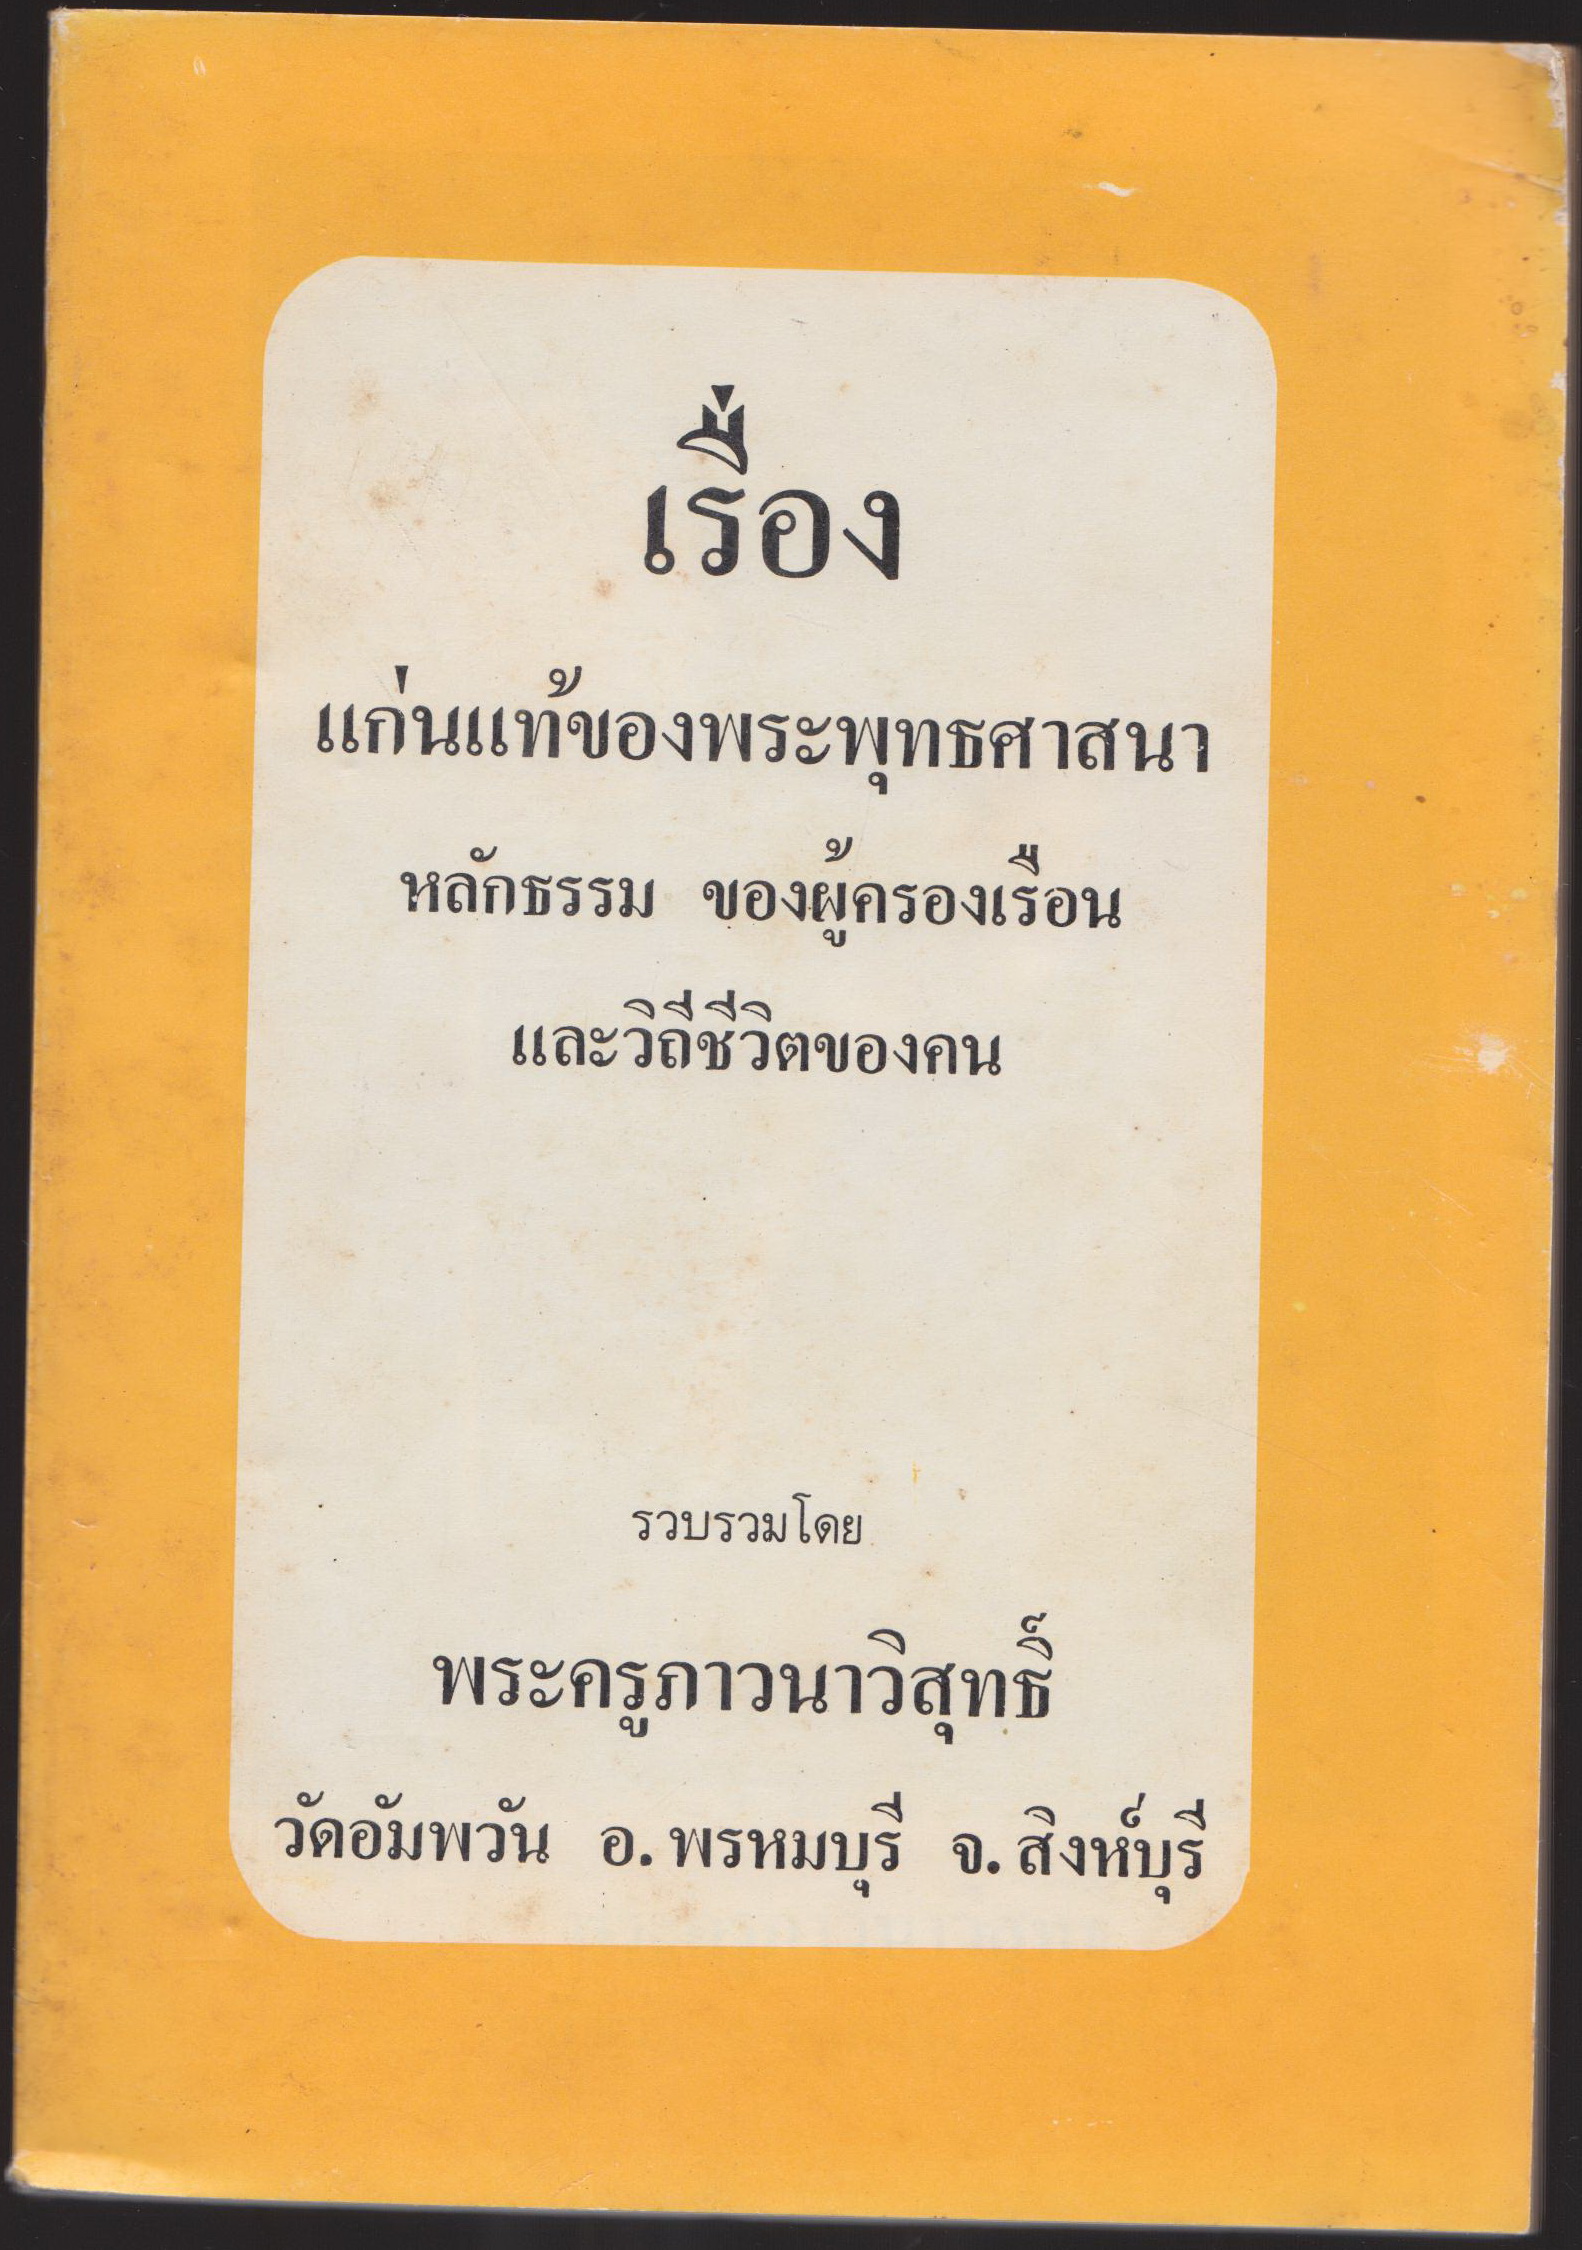 เรื่อง
แก่นแท้ของพระพุทธศาสนา
หลักธรรม ของผู้ครองเรือน
และวิถีชีวิตของคน
รวบรวมโดย
พระครูภาวนาวิสุทธิ์
วัดอัมพวัน อ. พรหมบุรี จ. สิงห์บุรี